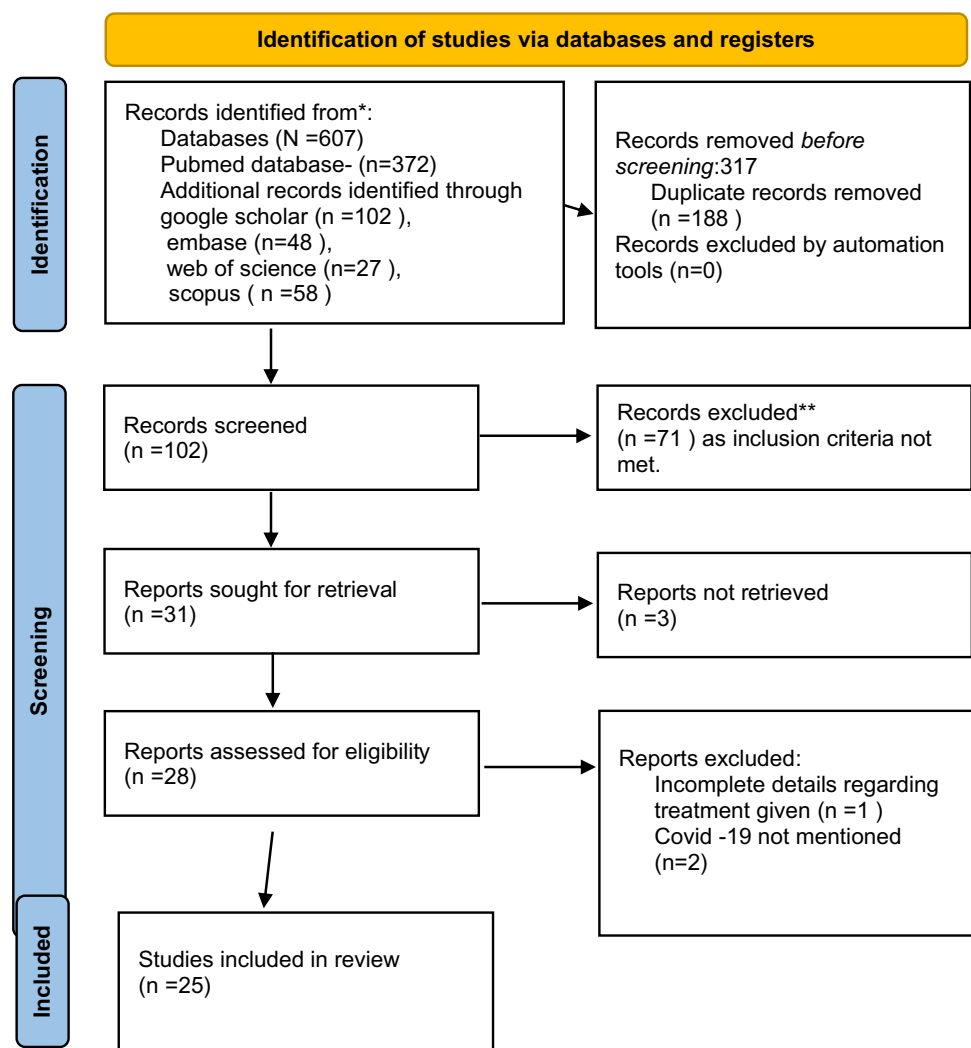 Identification of studies via databases and registers
Identification
Records identified from*:
Databases (N =607)
Pubmed database- (n=372)
Additional records identified through
google scholar (n =102 ),
embase (n=48 ),
web of science (n=27 ),
scopus ( n =58 )
Records removed before
screening:317
Duplicate records removed
(n =188 )
Records excluded by automation
tools (n=0)
Screening
Records screened
(n =102)
Records excluded**
(n =71 ) as inclusion criteria not
met.
Reports sought for retrieval
(n =31)
Reports not retrieved
(n =3)
Reports assessed for eligibility
(n =28)
Reports excluded:
Incomplete details regarding
treatment given (n =1 )
Covid -19 not mentioned
(n=2)
Included
Studies included in review
(n =25)